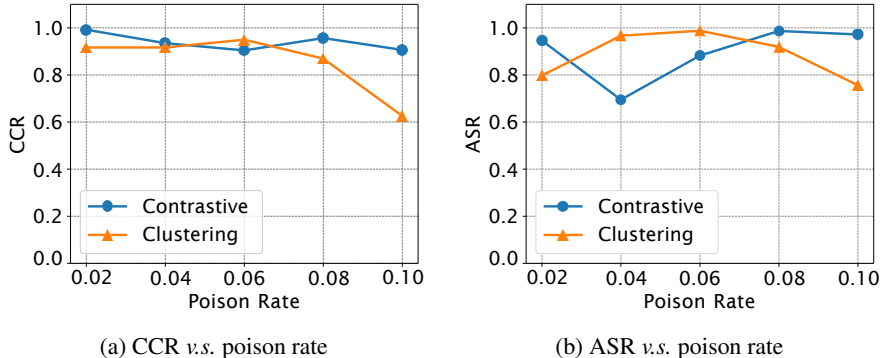 1.0
0.8
0.6
0.4
0.2
0.0
CCR
Contrastive
Clustering
0.02 0.04 0.06 0.08 0.10
Poison Rate
(a) CCR v.s. poison rate
1.0
0.8
0.6
0.4
0.2
0.0
ASR
Contrastive
Clustering
0.02 0.04 0.06 0.08 0.10
Poison Rate
(b) ASR v.s. poison rate